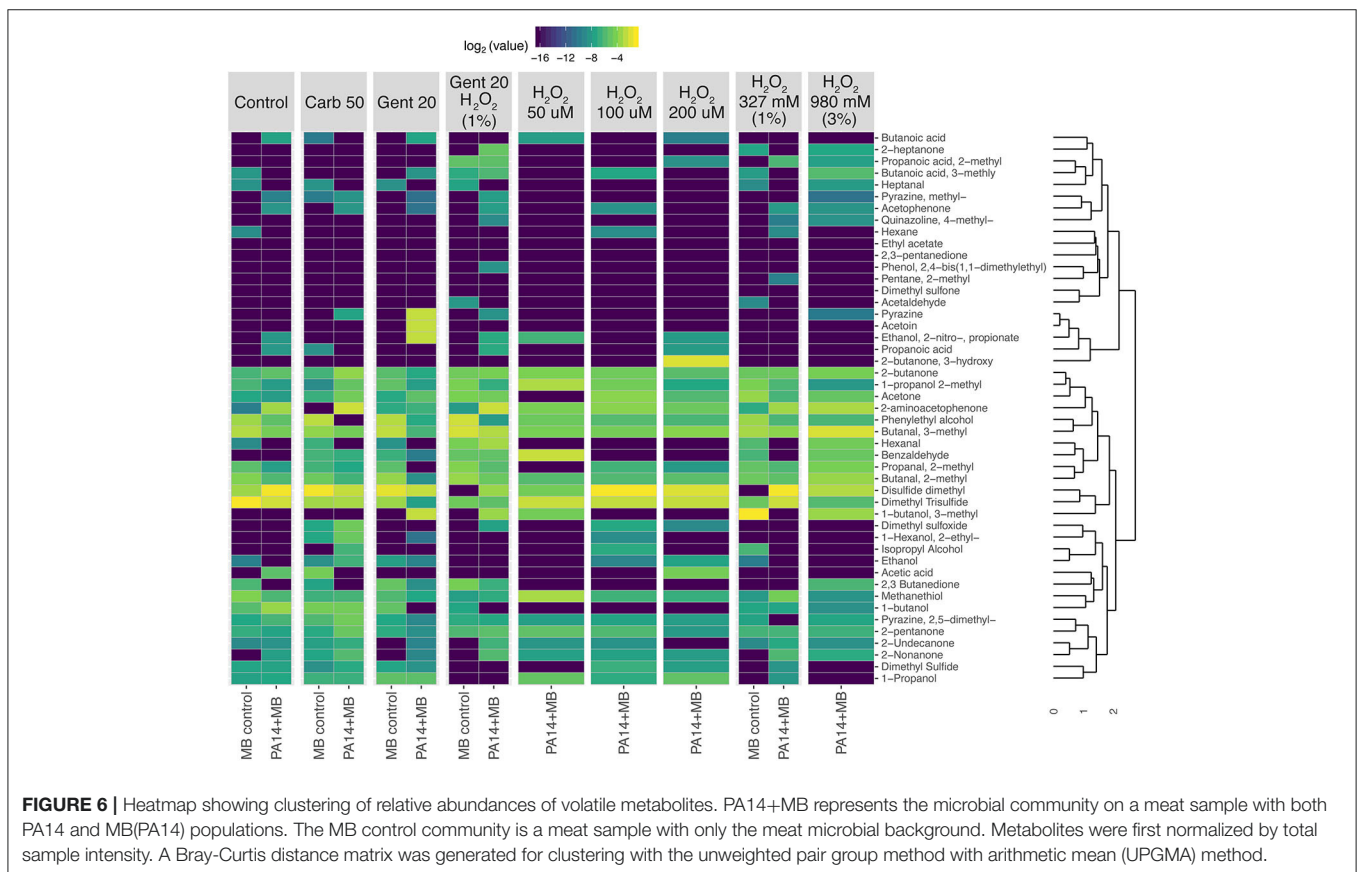 log2 (value)
−16 −12 −8 −4
Control
Carb 50
Gent 20
Gent 20
H2O2
(1%)
H2O2
50 uM
H2O2
100 uM
H2O2
200 uM
H2O2
327 mM
(1%)
H2O2
980 mM
(3%)
Butanoic acid
2−heptanone
Propanoic acid, 2−methyl
Butanoic acid, 3−methly
Heptanal
Pyrazine, methyl−
Acetophenone
Quinazoline, 4−methyl−
Hexane
Ethyl acetate
2,3−pentanedione
Phenol, 2,4−bis(1,1−dimethylethyl)
Pentane, 2−methyl
Dimethyl sulfone
Acetaldehyde
Pyrazine
Acetoin
Ethanol, 2−nitro−, propionate
Propanoic acid
2−butanone, 3−hydroxy
2−butanone
1−propanol 2−methyl
Acetone
2−aminoacetophenone
Phenylethyl alcohol
Butanal, 3−methyl
Hexanal
Benzaldehyde
Propanal, 2−methyl
Butanal, 2−methyl
Disulfide dimethyl
Dimethyl Trisulfide
1−butanol, 3−methyl
Dimethyl sulfoxide
1−Hexanol, 2−ethyl−
Isopropyl Alcohol
Ethanol
Acetic acid
2,3 Butanedione
Methanethiol
1−butanol
Pyrazine, 2,5−dimethyl−
2−pentanone
2−Undecanone
2−Nonanone
Dimethyl Sulfide
1−Propanol
MB control
PA14+MB
MB control
PA14+MB
MB control
PA14+MB
MB control
PA14+MB
PA14+MB
PA14+MB
PA14+MB
MB control
PA14+MB
PA14+MB
0 1 2
FIGURE 6 | Heatmap showing clustering of relative abundances of volatile metabolites. PA14+MB represents the microbial community on a meat sample with both
PA14 and MB(PA14) populations. The MB control community is a meat sample with only the meat microbial background. Metabolites were first normalized by total
sample intensity. A Bray-Curtis distance matrix was generated for clustering with the unweighted pair group method with arithmetic mean (UPGMA) method.